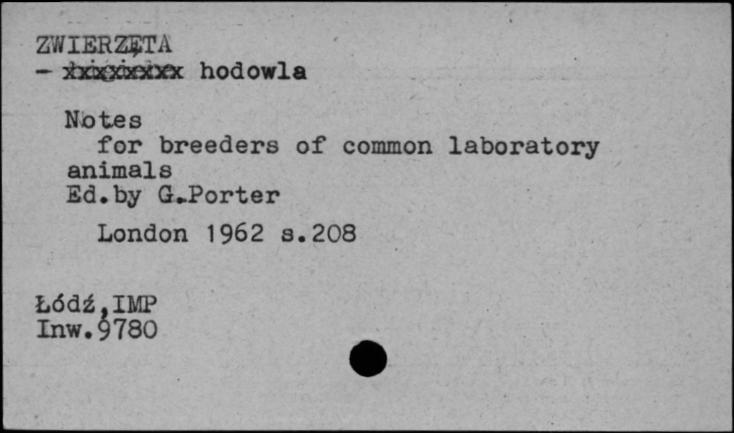 ZWIERZĘTA
- hodowla
Notes
for breeders of common laboratory
animals
Ed.by G.Porter
London 1962 s.208
Łódź,IMP
Inw.9780